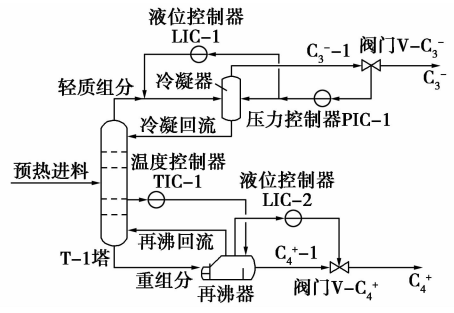 液位控制器
LIC-1
C₃⁻-1
阀门V-C₃⁻
C₃⁻
轻质组分
冷凝器
冷凝回流
压力控制器PIC-1
预热进料
温度控制器
TIC-1
液位控制器
LIC-2
再沸回流
C₄⁺-1
T-1塔
重组分
再沸器
阀门V-C₄⁺
C₄⁺